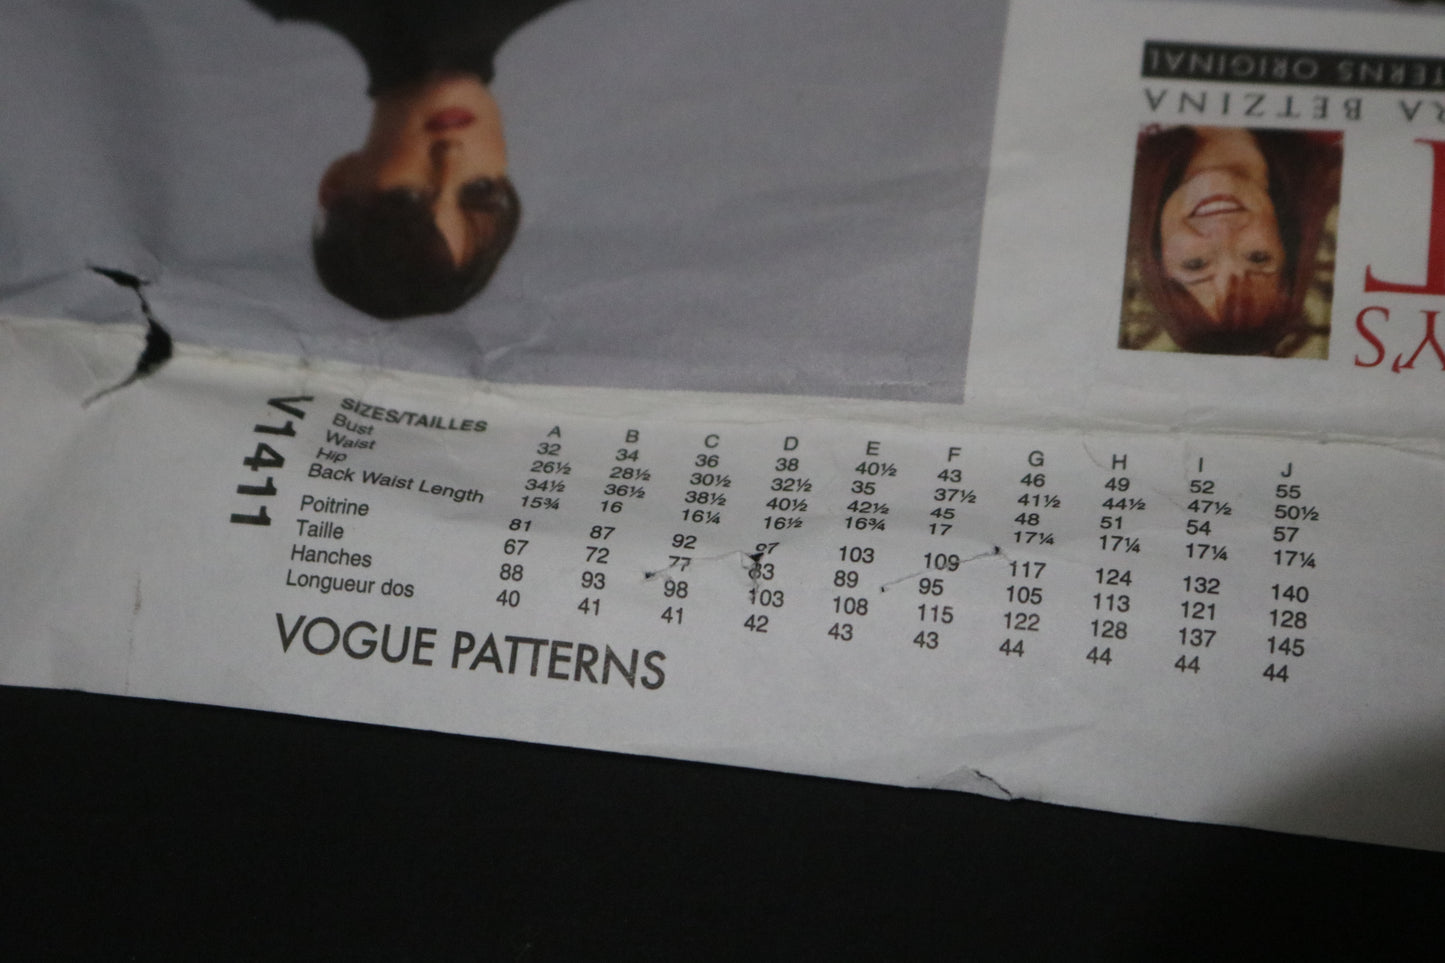 TERNS ORIGINAL
RA BETZINA
Y'S
V1411
SIZES/TAILLES A B C D E F G H I J
Bust 32 34 36 38 40½ 43 46 49 52 55
Waist 26½ 28½ 30½ 32½ 35 37½ 41½ 44½ 47½ 50½
Hip 34½ 36½ 38½ 40½ 42½ 45 48 51 54 57
Back Waist Length 15¾ 16 16¼ 16½ 16¾ 17 17¼ 17¼ 17¼ 17¼
Poitrine 81 87 92 97 103 109 117 124 132 140
Taille 67 72 77 83 89 95 105 113 121 128
Hanches 88 93 98 103 108 115 122 128 137 145
Longueur dos 40 41 41 42 43 43 44 44 44 44
VOGUE PATTERNS